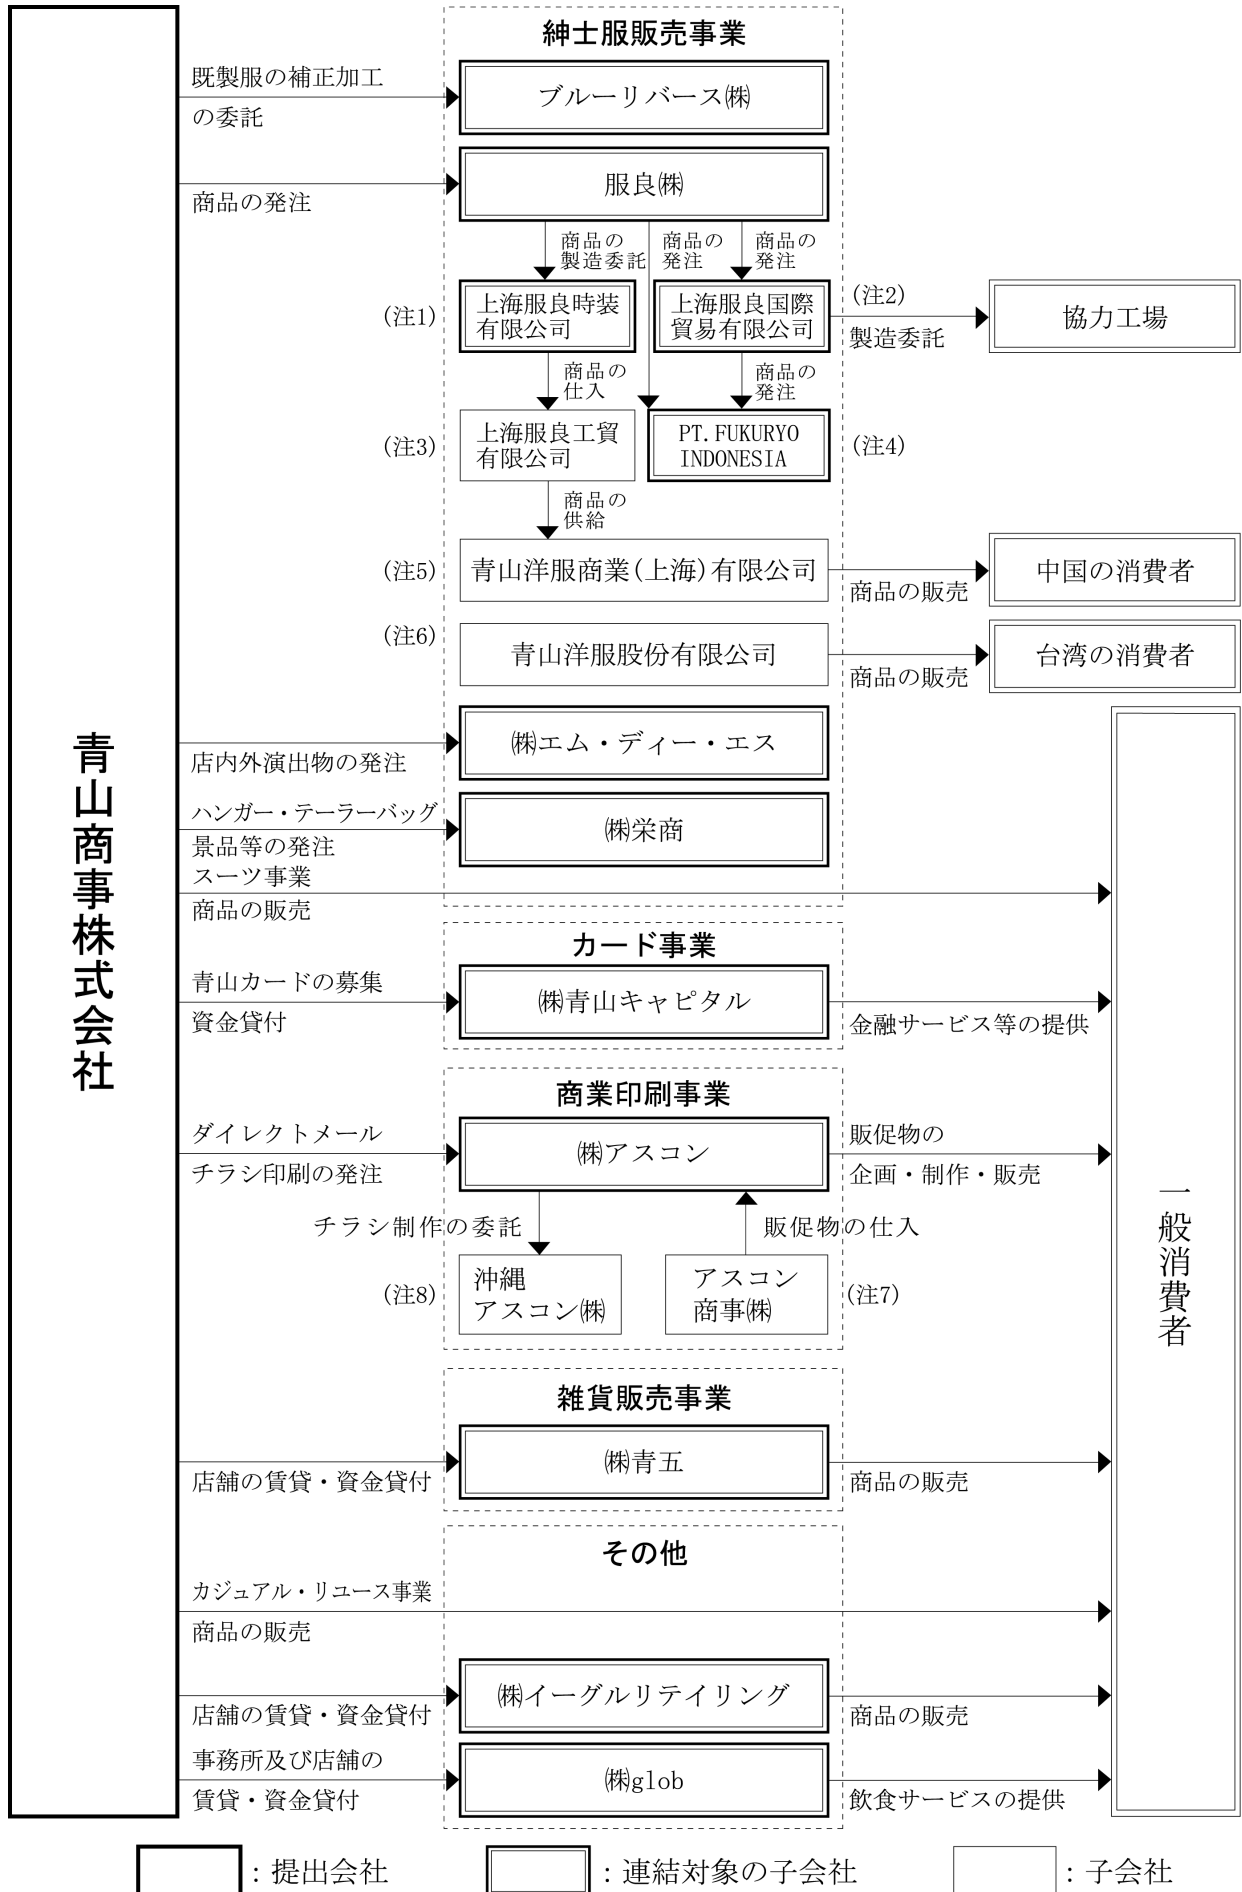 青山商事株式会社
紳士服販売事業
既製服の補正加工
の委託
ブルーリバース㈱
商品の発注
服良㈱
商品の
製造委託
商品の
発注
商品の
発注
(注1)
上海服良時装
有限公司
上海服良国際
貿易有限公司
(注2)
製造委託
協力工場
商品の
仕入
商品の
発注
(注3)
上海服良工貿
有限公司
PT.FUKURYO
INDONESIA
(注4)
商品の
供給
(注5)
青山洋服商業(上海)有限公司
商品の販売
中国の消費者
(注6)
青山洋服股份有限公司
商品の販売
台湾の消費者
店内外演出物の発注
㈱エム・ディー・エス
ハンガー・テーラーバッグ
景品等の発注
㈱栄商
スーツ事業
商品の販売
カード事業
青山カードの募集
資金貸付
㈱青山キャピタル
金融サービス等の提供
商業印刷事業
ダイレクトメール
チラシ印刷の発注
㈱アスコン
販促物の
企画・制作・販売
チラシ制作の委託
販促物の仕入
(注8)
沖縄
アスコン㈱
アスコン
商事㈱
(注7)
一般消費者
雑貨販売事業
店舗の賃貸・資金貸付
㈱青五
商品の販売
その他
カジュアル・リユース事業
商品の販売
店舗の賃貸・資金貸付
㈱イーグルリテイリング
商品の販売
事務所及び店舗の
賃貸・資金貸付
㈱glob
飲食サービスの提供
：提出会社
：連結対象の子会社
：子会社